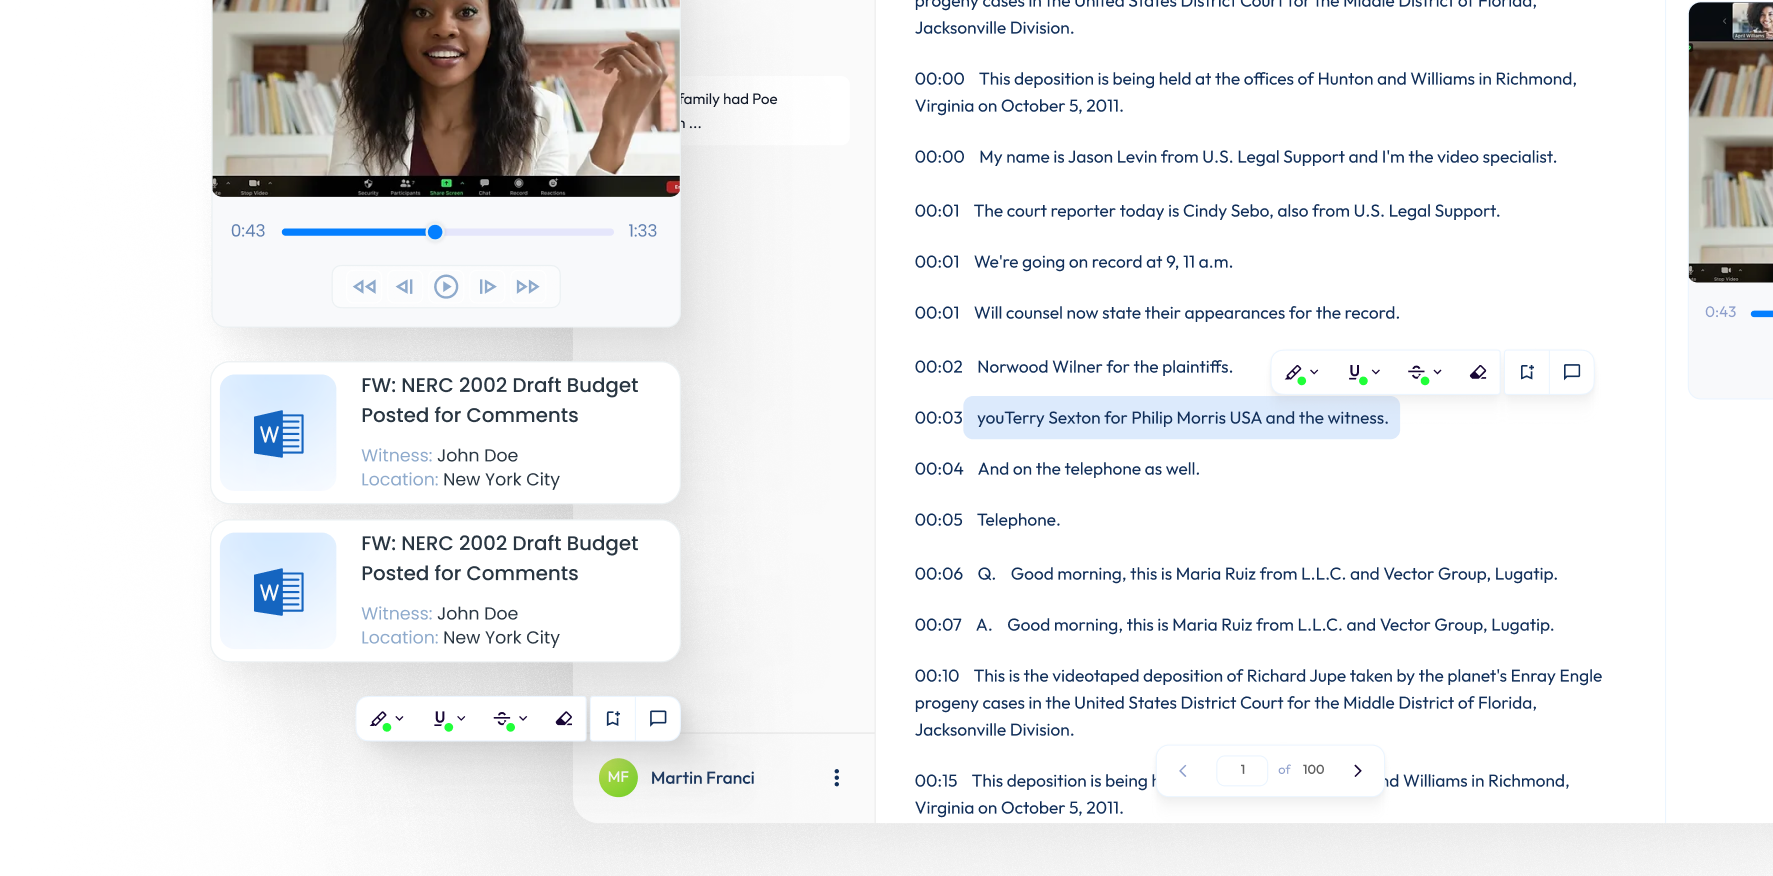 Stop Video
Security
Participants
Share Screen
Chat
Record
Reactions
0:43
1:33
FW: NERC 2002 Draft Budget
Posted for Comments
Witness: John Doe
Location: New York City
FW: NERC 2002 Draft Budget
Posted for Comments
Witness: John Doe
Location: New York City
family had Poe
...
MF
Martin Franci
progeny cases in the United States District Court for the Middle District of Florida,
Jacksonville Division.
00:00 This deposition is being held at the offices of Hunton and Williams in Richmond,
Virginia on October 5, 2011.
00:00 My name is Jason Levin from U.S. Legal Support and I'm the video specialist.
00:01 The court reporter today is Cindy Sebo, also from U.S. Legal Support.
00:01 We're going on record at 9, 11 a.m.
00:01 Will counsel now state their appearances for the record.
00:02 Norwood Wilner for the plaintiffs.
00:03 youTerry Sexton for Philip Morris USA and the witness.
00:04 And on the telephone as well.
00:05 Telephone.
00:06 Q. Good morning, this is Maria Ruiz from L.L.C. and Vector Group, Lugatip.
00:07 A. Good morning, this is Maria Ruiz from L.L.C. and Vector Group, Lugatip.
00:10 This is the videotaped deposition of Richard Jupe taken by the planet's Enray Engle
progeny cases in the United States District Court for the Middle District of Florida,
Jacksonville Division.
00:15 This deposition is being
nd Williams in Richmond,
Virginia on October 5, 2011.
1 of 100
April Williams
Stop Video
0:43